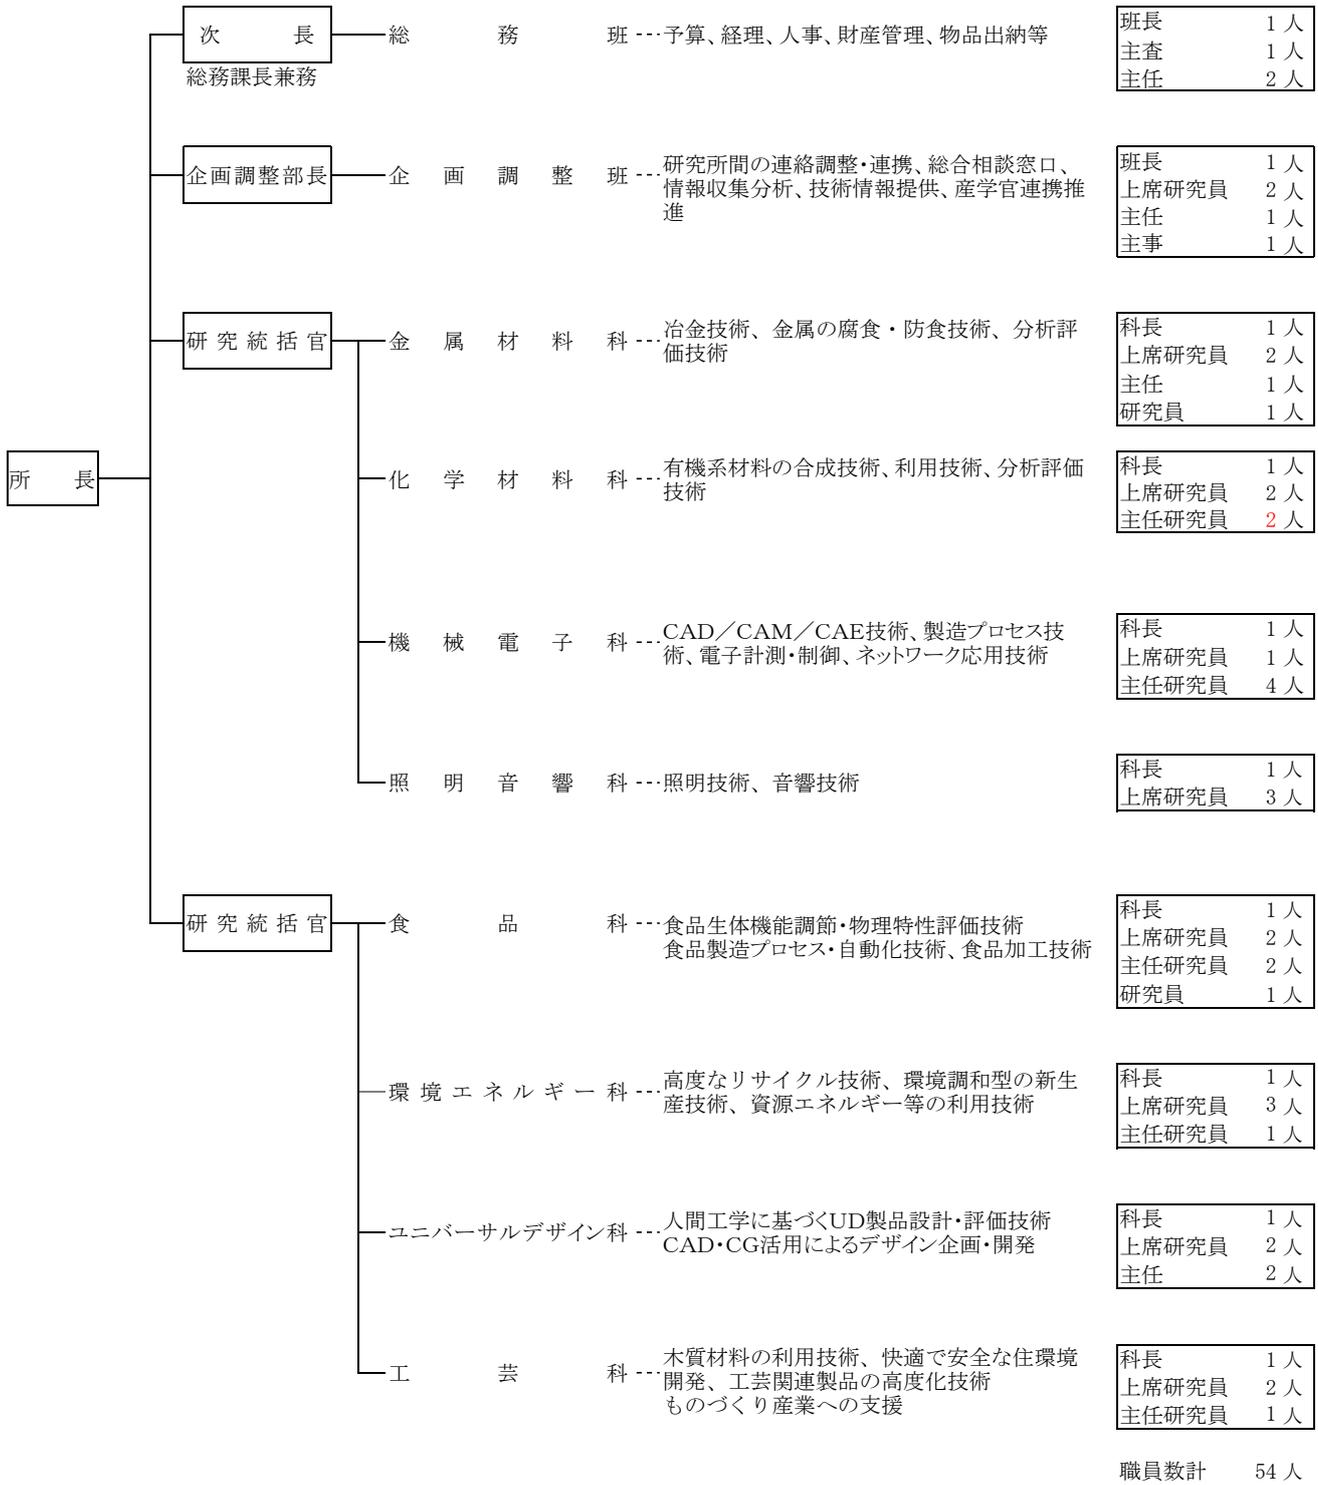 次長
総務課長兼務
総務班
予算、経理、人事、財産管理、物品出納等
班長 1 人
主査 1 人
主任 2 人
企画調整部長
企画調整班
研究所間の連絡調整・連携、総合相談窓口、
情報収集分析、技術情報提供、産学官連携推
進
班長 1 人
上席研究員 2 人
主任 1 人
主事 1 人
研究統括官
金属材料科
冶金技術、金属の腐食・防食技術、分析評
価技術
科長 1 人
上席研究員 2 人
主任 1 人
研究員 1 人
所長
化学材料科
有機系材料の合成技術、利用技術、分析評価
技術
科長 1 人
上席研究員 2 人
主任研究員 2 人
機械電子科
CAD／CAM／CAE技術、製造プロセス技
術、電子計測・制御、ネットワーク応用技術
科長 1 人
上席研究員 1 人
主任研究員 4 人
照明音響科
照明技術、音響技術
科長 1 人
上席研究員 3 人
研究統括官
食品科
食品生体機能調節・物理特性評価技術
食品製造プロセス・自動化技術、食品加工技術
科長 1 人
上席研究員 2 人
主任研究員 2 人
研究員 1 人
環境エネルギー科
高度なリサイクル技術、環境調和型の新生
産技術、資源エネルギー等の利用技術
科長 1 人
上席研究員 3 人
主任研究員 1 人
ユニバーサルデザイン科
人間工学に基づくUD製品設計・評価技術
CAD・CG活用によるデザイン企画・開発
科長 1 人
上席研究員 2 人
主任 2 人
工芸科
木質材料の利用技術、快適で安全な住環境
開発、工芸関連製品の高度化技術
ものづくり産業への支援
科長 1 人
上席研究員 2 人
主任研究員 1 人
職員数計 54 人